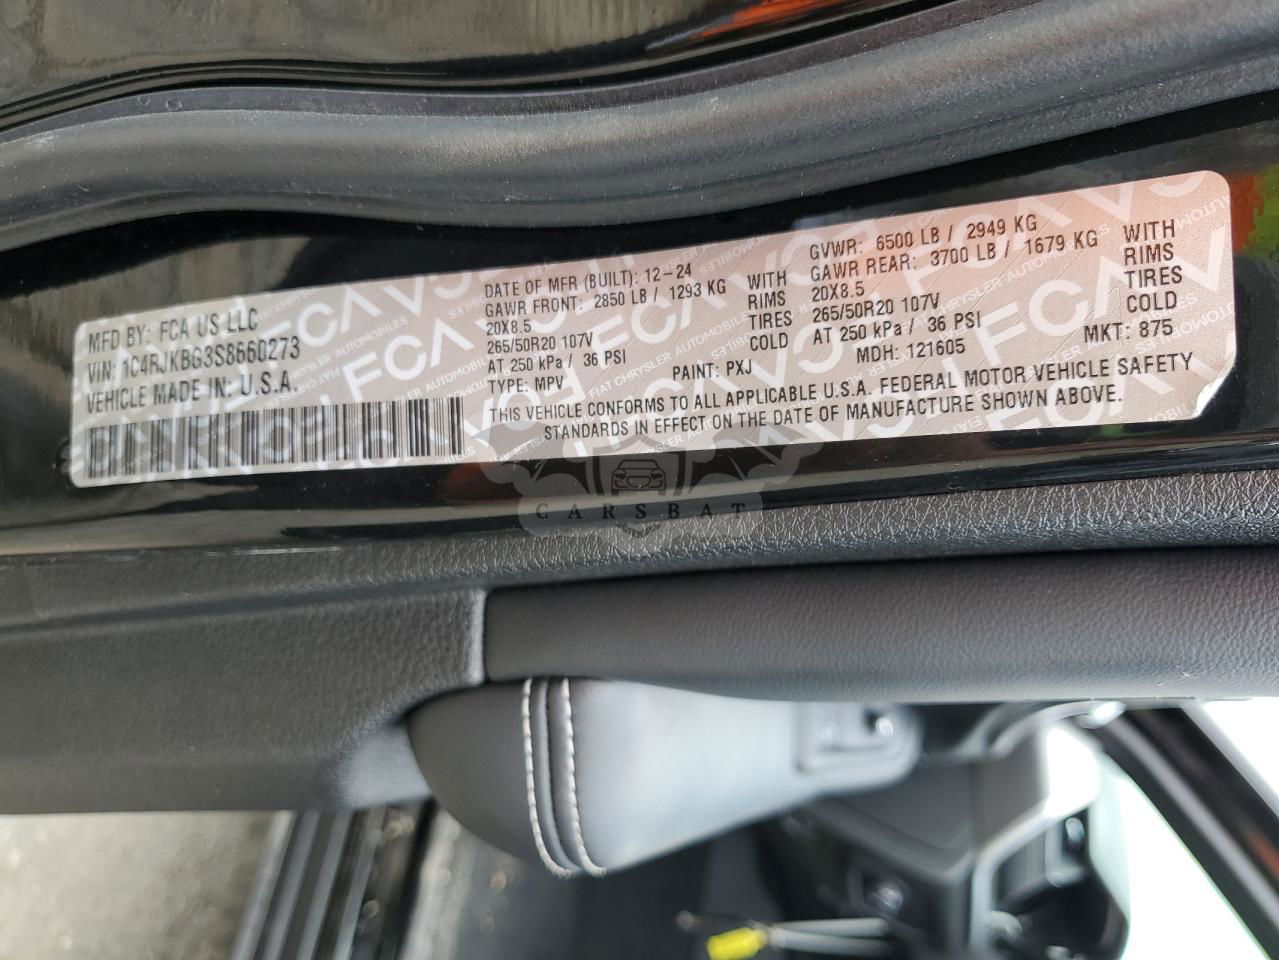 MFD BY: FCA US LLC
VIN: 1C4RJKBG3S8660273
VEHICLE MADE IN: U.S.A.
DATE OF MFR (BUILT): 12-24
GAWR FRONT: 2850 LB / 1293 KG WITH
20X8.5 RIMS
265/50R20 107V TIRES
AT 250 kPa / 36 PSI COLD
TYPE: MPV PAINT: PXJ
GVWR: 6500 LB / 2949 KG
GAWR REAR: 3700 LB / 1679 KG WITH
20X8.5 RIMS
265/50R20 107V TIRES
AT 250 kPa / 36 PSI COLD
MDH: 121605 MKT: 875
THIS VEHICLE CONFORMS TO ALL APPLICABLE U.S.A. FEDERAL MOTOR VEHICLE SAFETY
STANDARDS IN EFFECT ON THE DATE OF MANUFACTURE SHOWN ABOVE.
CARSBAT